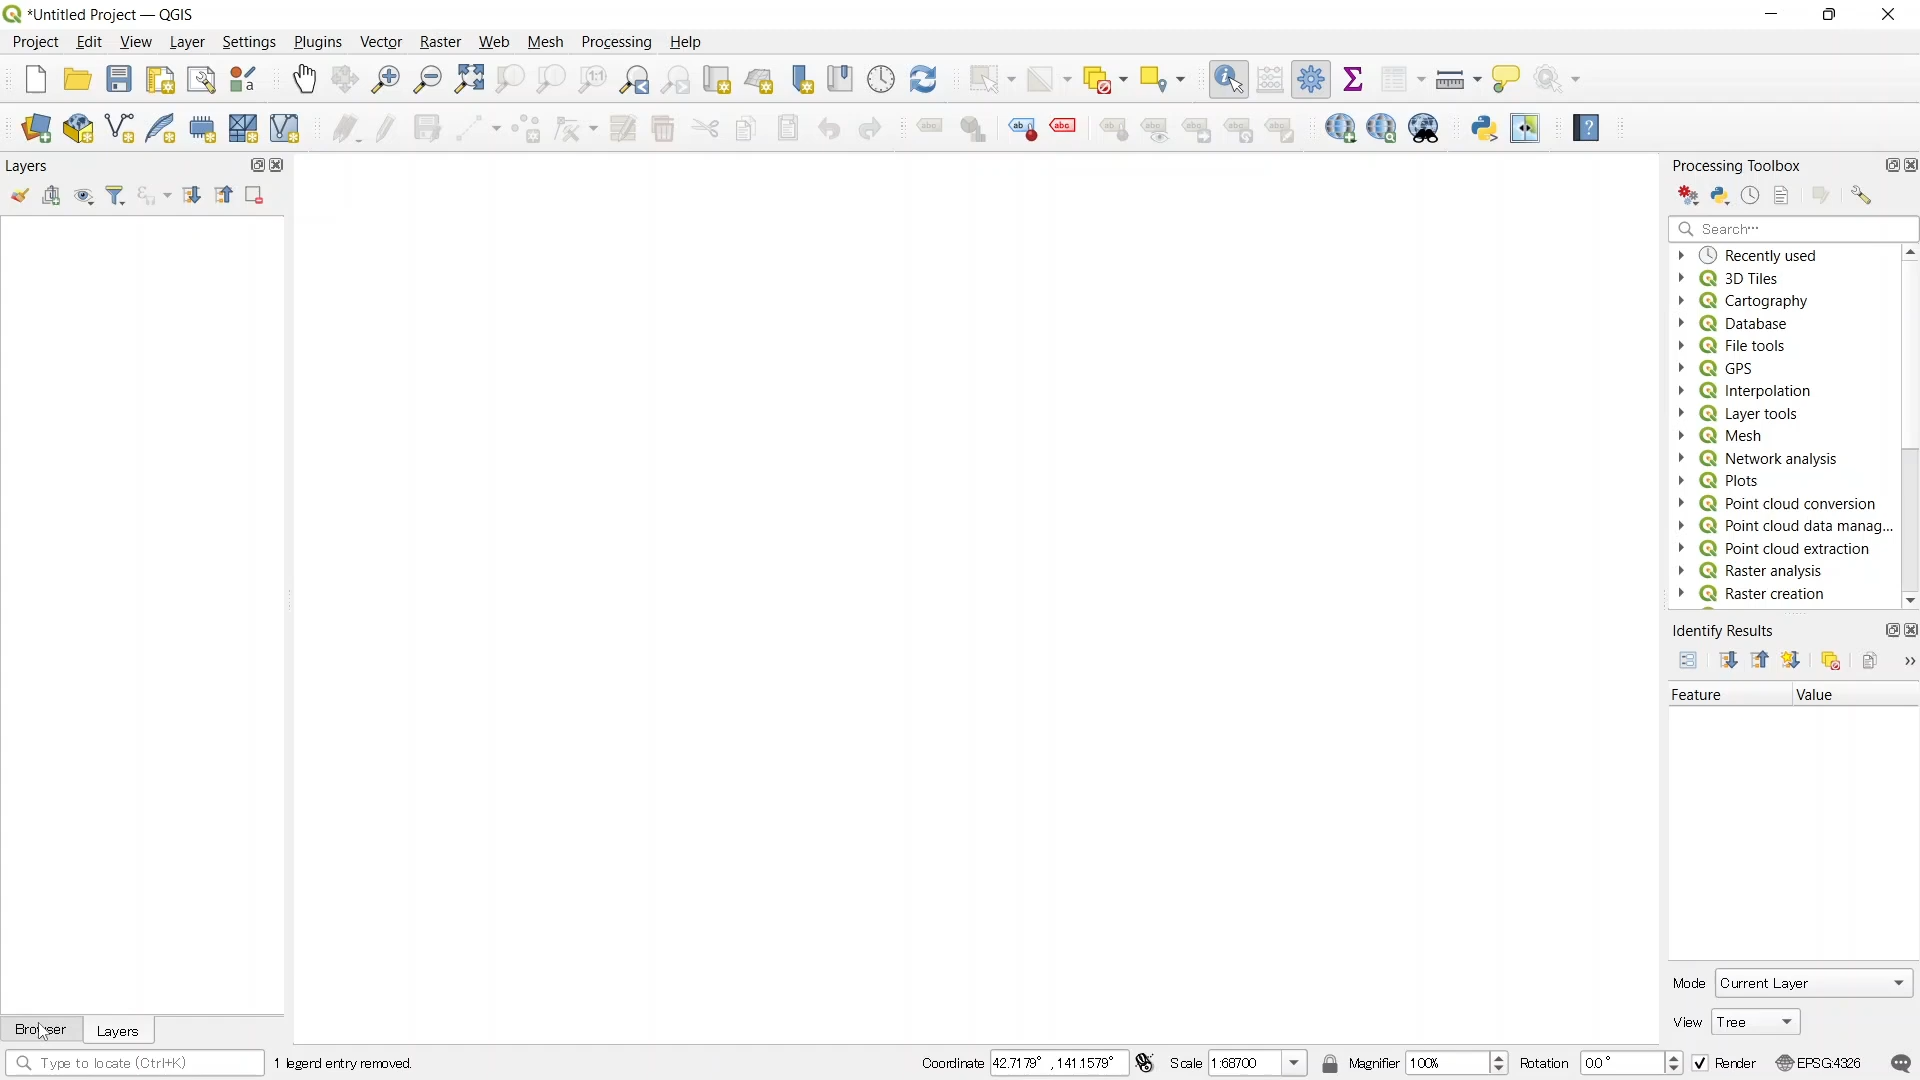 *Untitled Project — QGIS
Project Edit View Layer Settings Plugins Vector Raster Web Mesh Processing Help
Layers
Processing Toolbox
Search…
Recently used
3D Tiles
Cartography
Database
File tools
GPS
Interpolation
Layer tools
Mesh
Network analysis
Plots
Point cloud conversion
Point cloud data manag...
Point cloud extraction
Raster analysis
Raster creation
Identify Results
Feature Value
Mode Current Layer
View Tree
Browser Layers
Type to locate (Ctrl+K) 1 legend entry removed. Coordinate 42.7179° , 141.1579° Scale 1:68700 Magnifier 100% Rotation 0.0° Render EPSG:4326